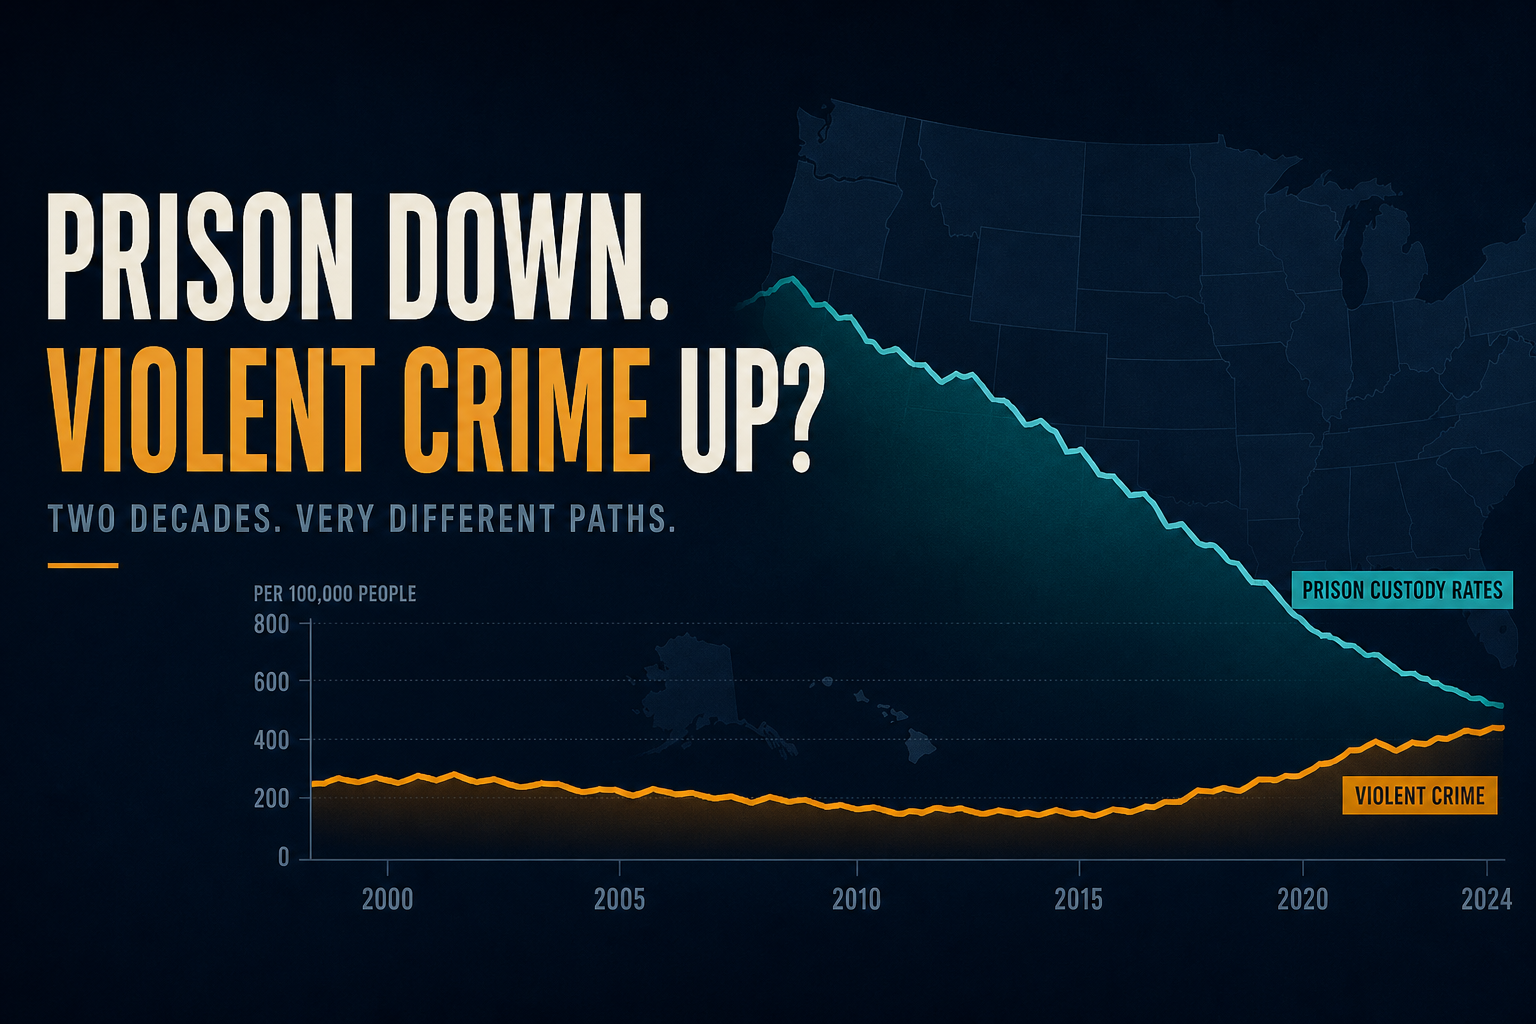 PRISON DOWN.
VIOLENT CRIME UP?
TWO DECADES. VERY DIFFERENT PATHS.
PER 100,000 PEOPLE
800
600
400
200
0
PRISON CUSTODY RATES
VIOLENT CRIME
2000 2005 2010 2015 2020 2024